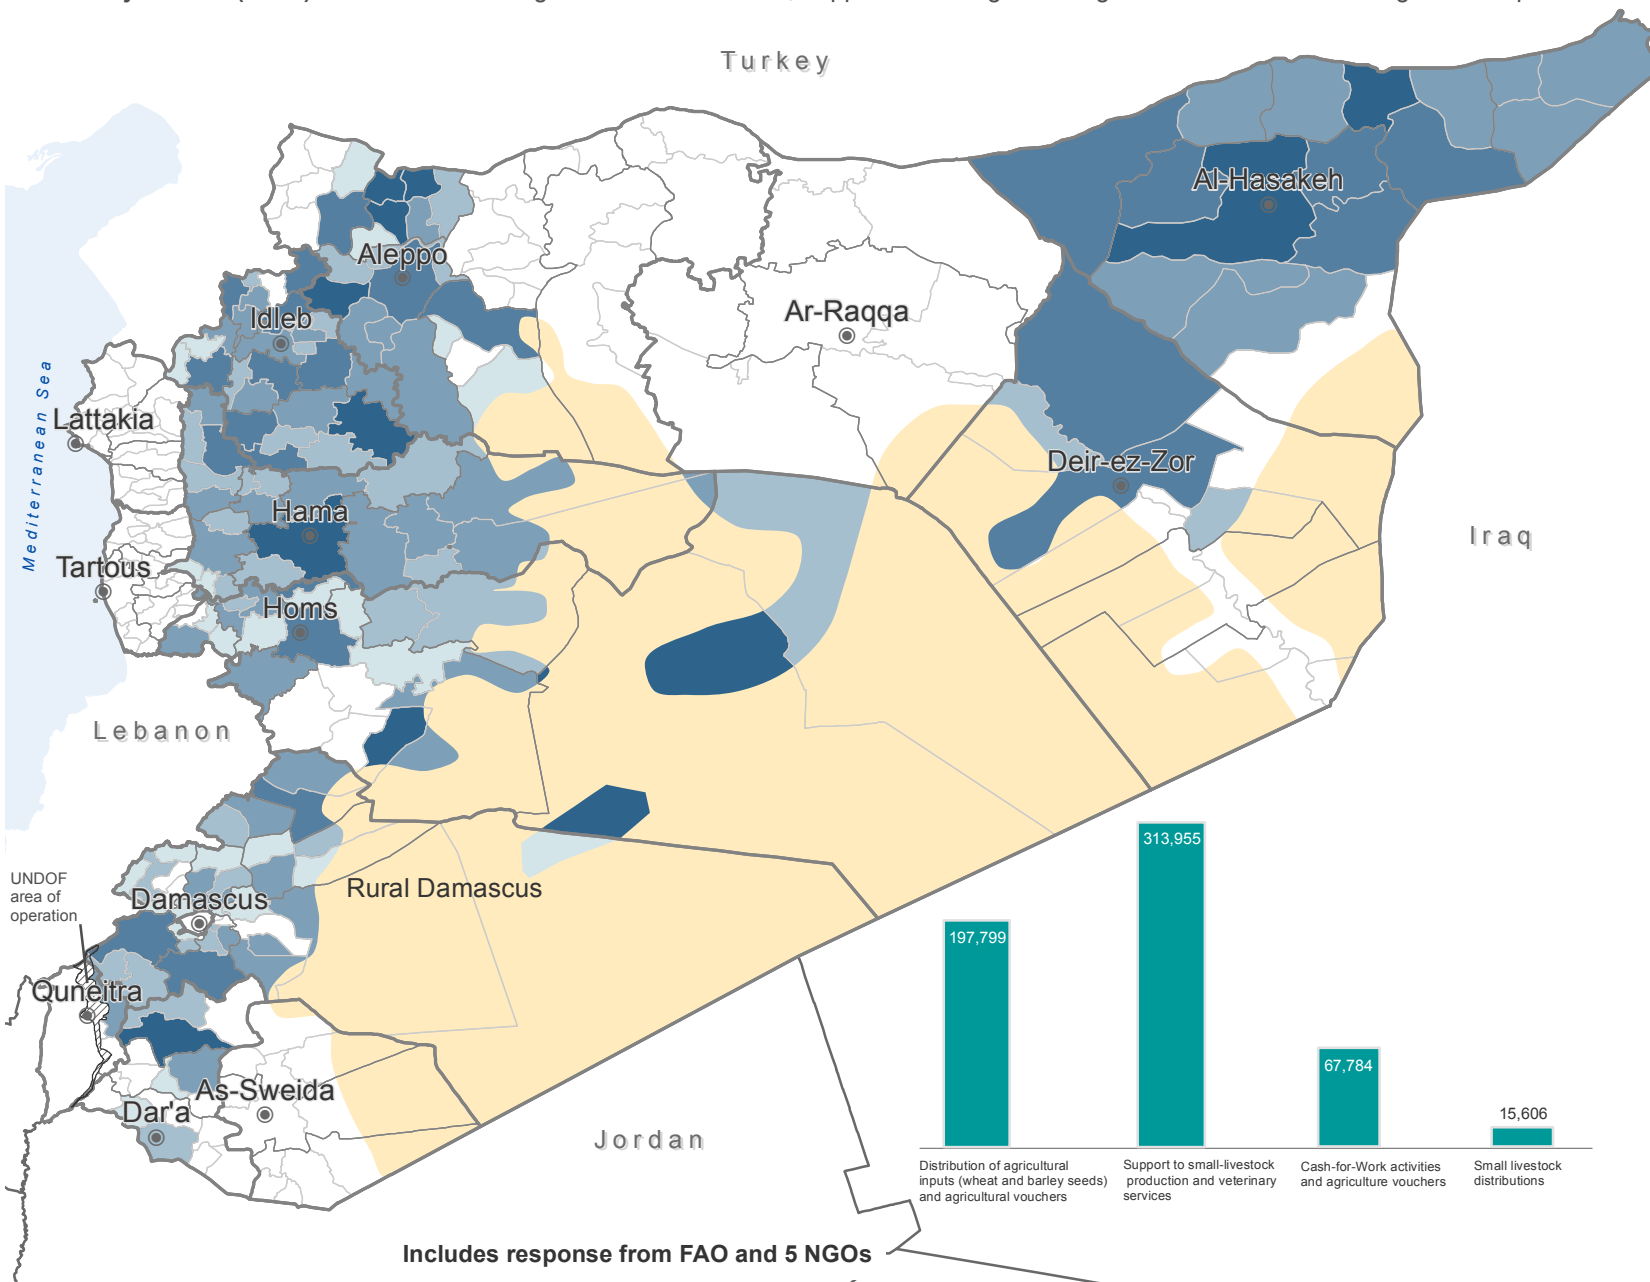 Turkey
Al-Hasakeh
Aleppo
Ar-Raqqa
Idleb
Mediterranean Sea
Lattakia
Deir-ez-Zor
Hama
Iraq
Tartous
Homs
Lebanon
UNDOF
area of
operation
Damascus
Rural Damascus
Quneitra
As-Sweida
Dar'a
Jordan
313,955
197,799
67,784
15,606
Distribution of agricultural
inputs (wheat and barley seeds)
and agricultural vouchers
Support to small-livestock
production and veterinary
services
Cash-for-Work activities
and agriculture vouchers
Small livestock
distributions
Includes response from FAO and 5 NGOs